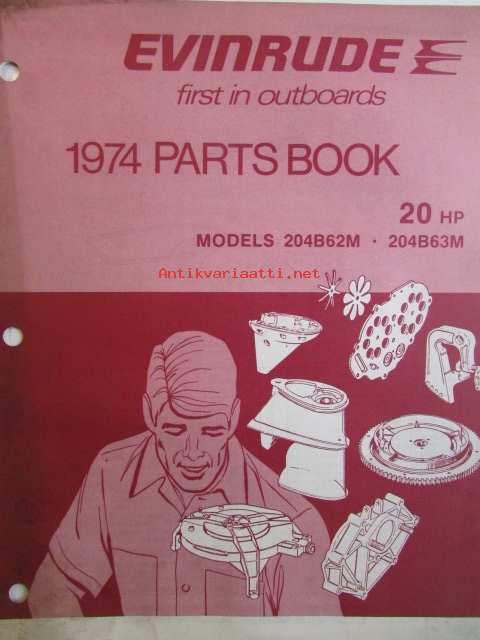 EVINRUDE
first in outboards
1974 PARTS BOOK
20 HP
MODELS 204B62M · 204B63M
Antikvariaatti.net